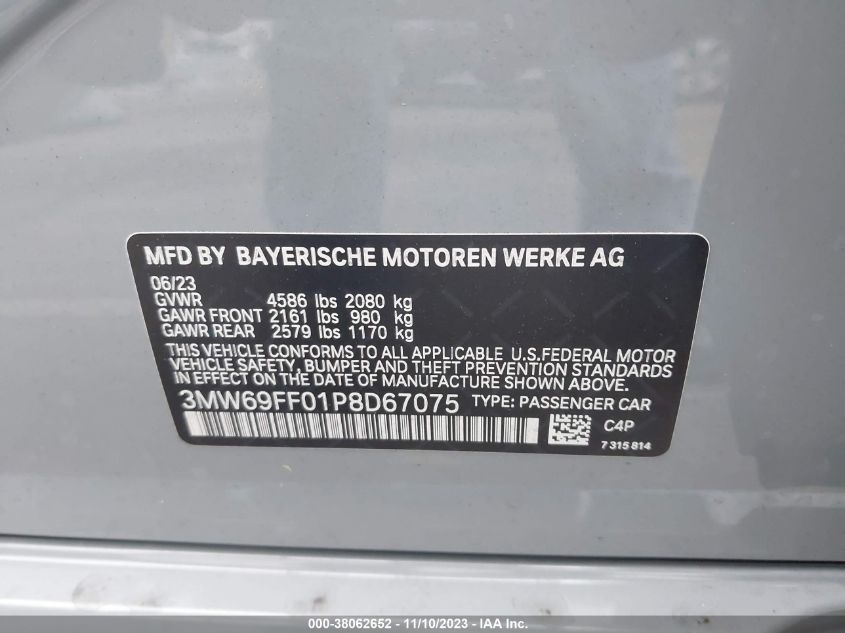 MFD BY BAYERISCHE MOTOREN WERKE AG
06/23
GVWR 4586 lbs 2080 kg
GAWR FRONT 2161 lbs 980 kg
GAWR REAR 2579 lbs 1170 kg
THIS VEHICLE CONFORMS TO ALL APPLICABLE U.S.FEDERAL MOTOR
VEHICLE SAFETY, BUMPER AND THEFT PREVENTION STANDARDS
IN EFFECT ON THE DATE OF MANUFACTURE SHOWN ABOVE.
3MW69FF01P8D67075 TYPE: PASSENGER CAR
C4P
7 315 814
000-38062652 - 11/10/2023 - IAAI.com